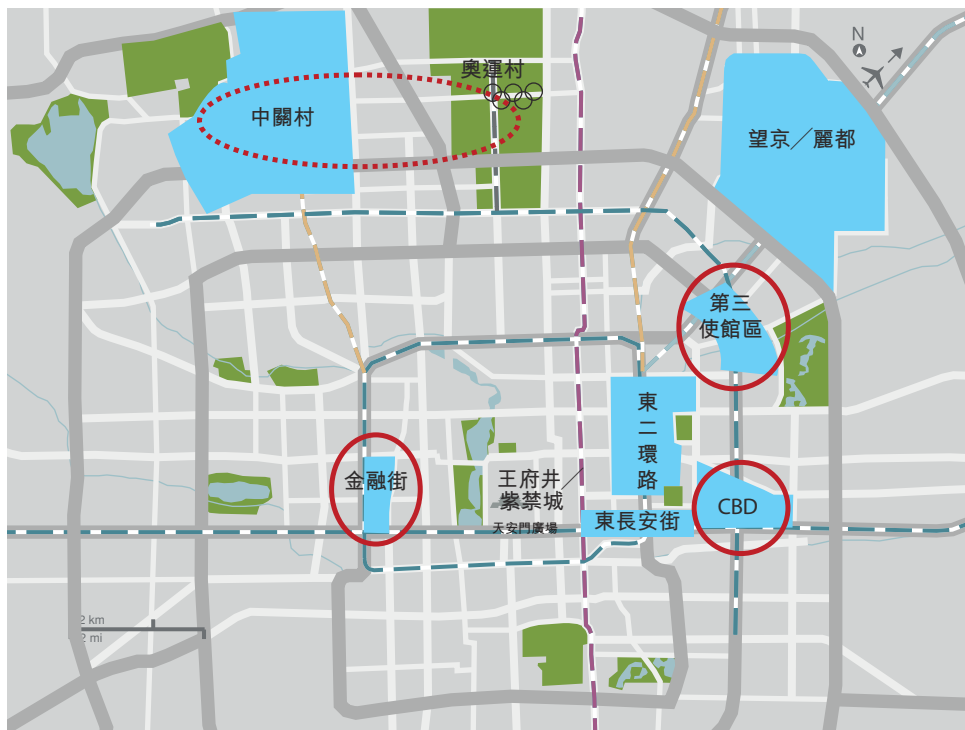 N
奧運村
中關村
望京／麗都
第三
使館區
東二環路
金融街
王府井／
紫禁城
天安門廣場
東長安街
CBD
2 km
2 mi